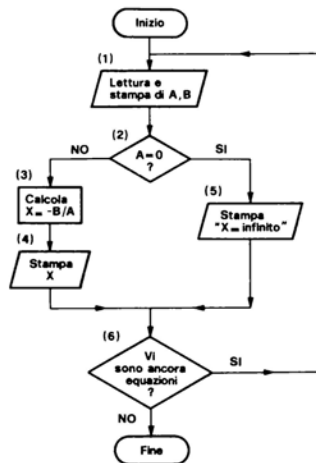 Inizio
(1)
Lettura e
stampa di A,B
(2)
NO
A=0
?
SI
(3)
Calcola
X= -B/A
(4)
Stampa
X
(5)
Stampa
"X= infinito"
(6)
Vi
sono ancora
equazioni
?
SI
NO
Fine